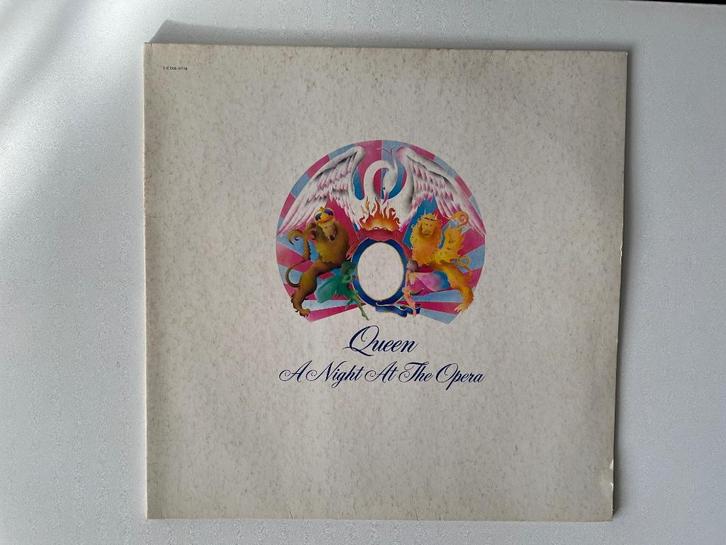 Queen
A Night At The Opera